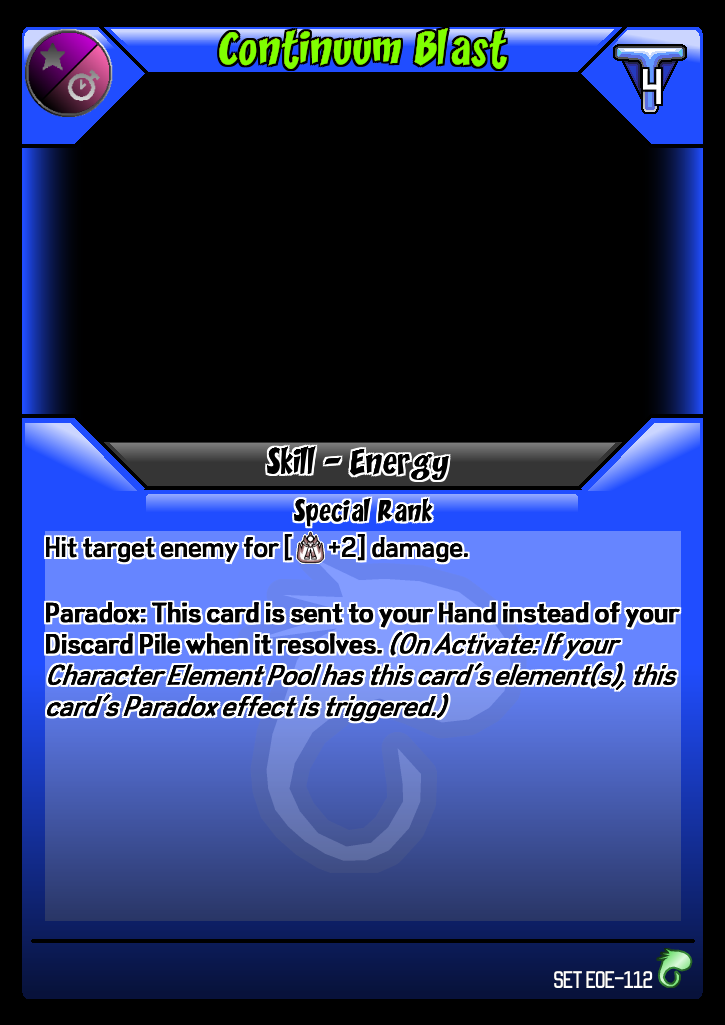 Continuum Blast
4
Skill - Energy
Special Rank
Hit target enemy for [ +2] damage.
Paradox: This card is sent to your Hand instead of your
Discard Pile when it resolves. (On Activate: If your
Character Element Pool has this card's element(s), this
card's Paradox effect is triggered.)
SET EOE-112